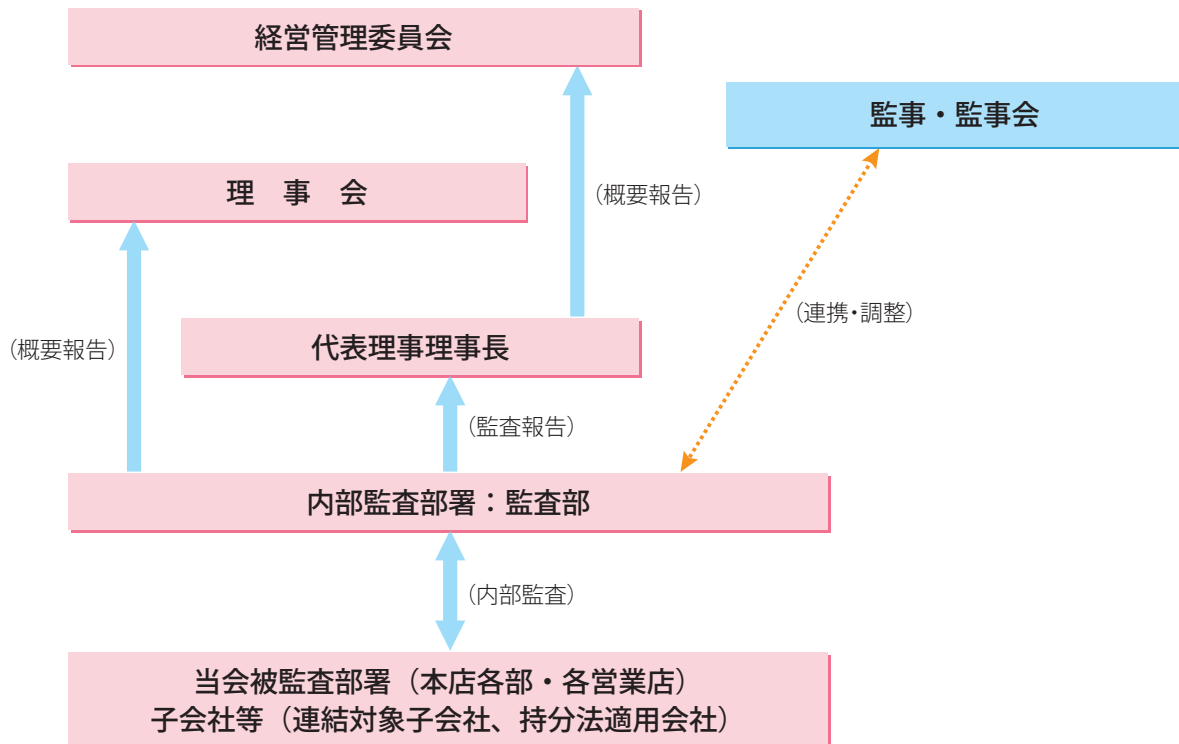 経営管理委員会
監事・監事会
理　事　会
（概要報告）
（連携・調整）
代表理事理事長
（概要報告）
（監査報告）
内部監査部署：監査部
（内部監査）
当会被監査部署（本店各部・各営業店）
子会社等（連結対象子会社、持分法適用会社）